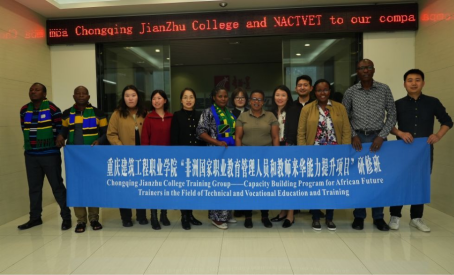 mba Chongqing JianZhu College and NACTVET to our compa
重庆建筑工程职业学院“非洲国家职业教育管理人员和教师来华能力提升项目”研修班
Chongqing Jianzhu College Training Group——Capacity Building Program for African Future
Trainers in the Field of Technical and Vocational Education and Training